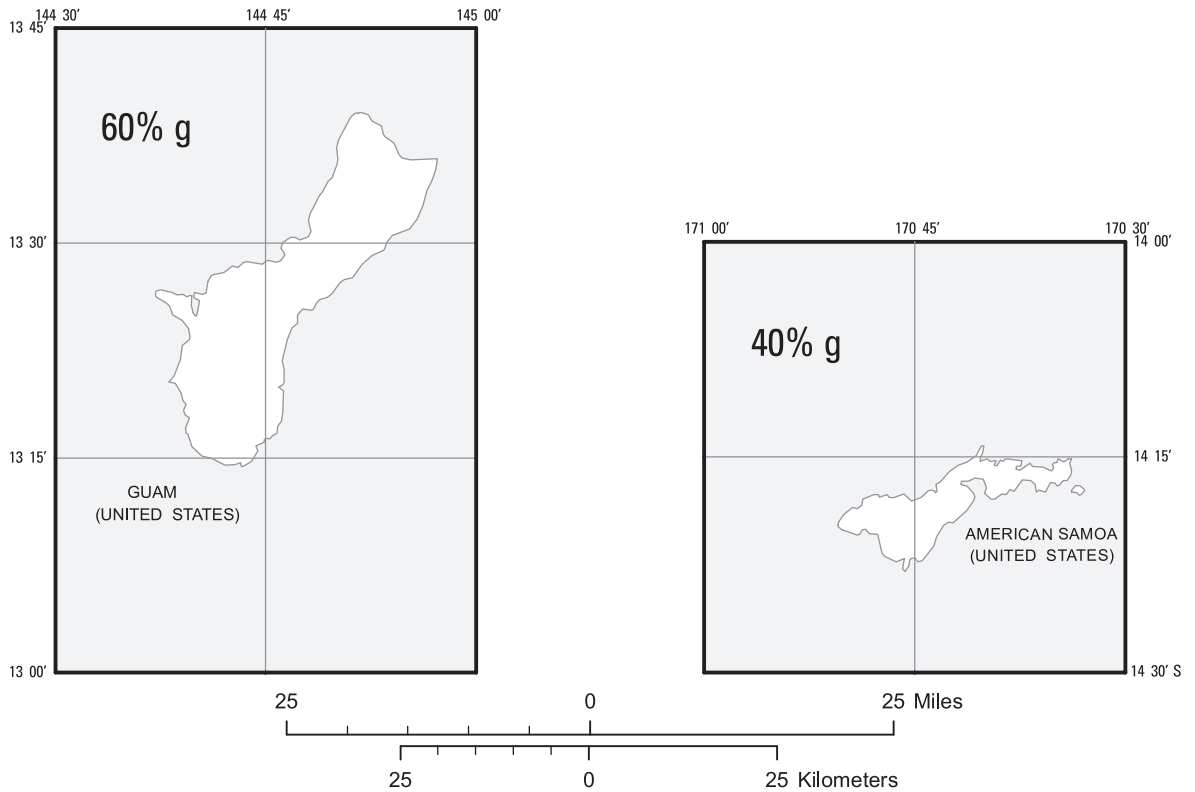 144 30′ 144 45′ 145 00′
13 45′
60% g
13 30′
13 15′
GUAM
(UNITED STATES)
13 00′
171 00′ 170 45′ 170 30′
14 00′
40% g
14 15′
AMERICAN SAMOA
(UNITED STATES)
14 30′ S
25 0 25 Miles
25 0 25 Kilometers